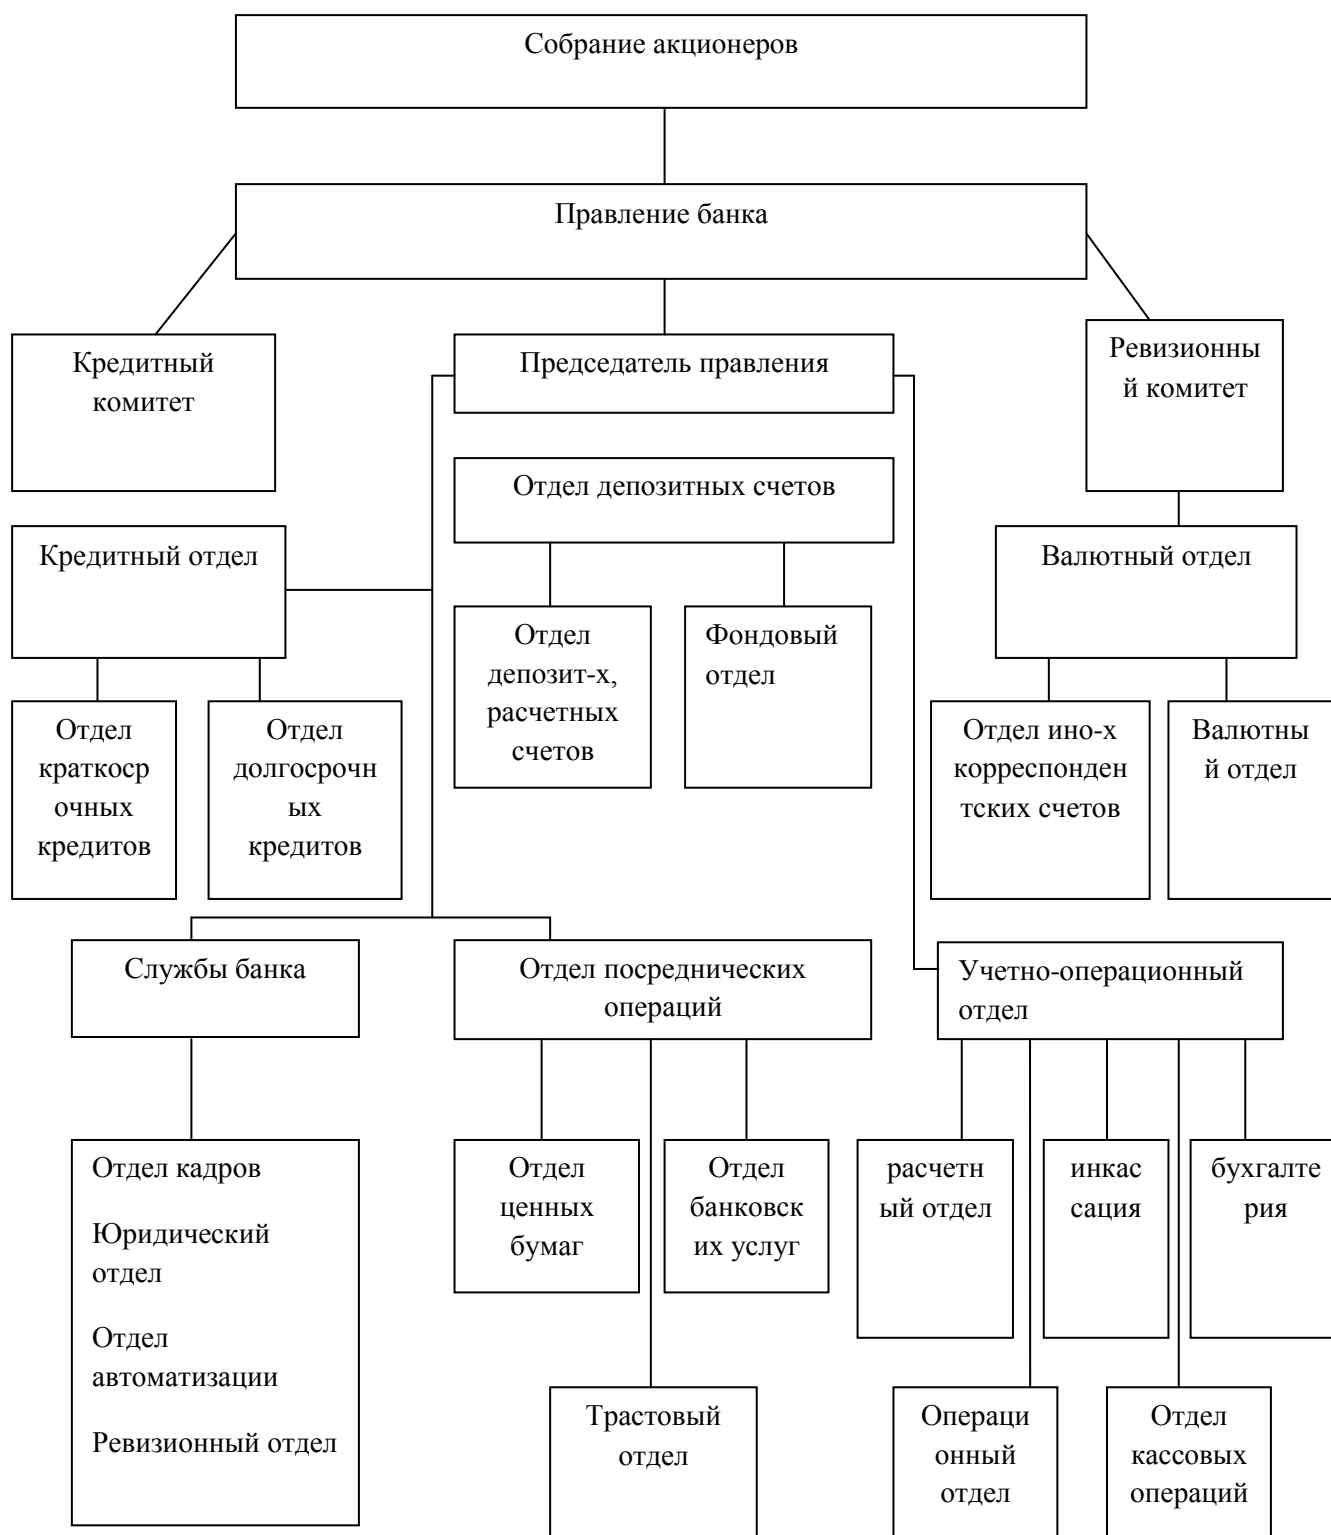 Собрание акционеров
Правление банка
Кредитный
комитет
Председатель правления
Ревизионны
й комитет
Отдел депозитных счетов
Кредитный отдел
Валютный отдел
Отдел
депозит-х,
расчетных
счетов
Фондовый
отдел
Отдел
краткоср
очных
кредитов
Отдел
долгосрочн
ых
кредитов
Отдел ино-х
корреспонден
тских счетов
Валютны
й отдел
Службы банка
Отдел посреднических
операций
Учетно-операционный
отдел
Отдел кадров
Юридический
отдел
Отдел
автоматизации
Ревизионный отдел
Отдел
ценных
бумаг
Отдел
банковск
их услуг
расчетн
ый отдел
инкас
сация
бухгалте
рия
Трастовый
отдел
Операци
онный
отдел
Отдел
кассовых
операций